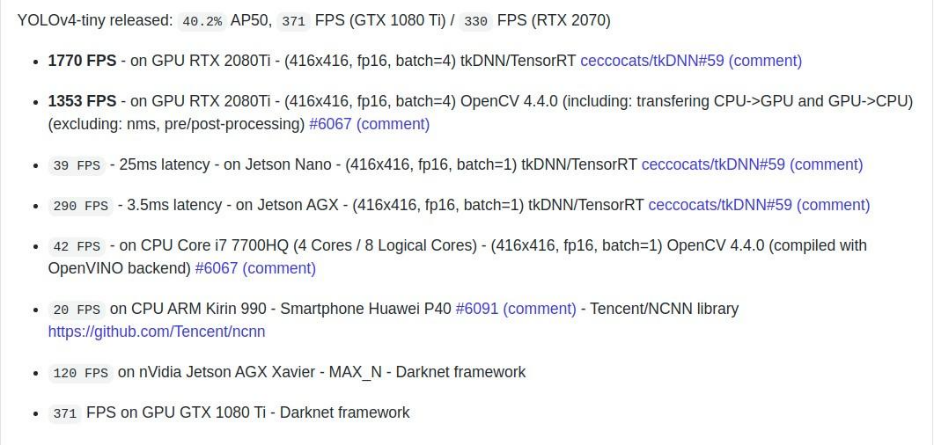 YOLOv4-tiny released: 40.2% AP50, 371 FPS (GTX 1080 Ti) / 330 FPS (RTX 2070)
• 1770 FPS - on GPU RTX 2080Ti - (416x416, fp16, batch=4) tkDNN/TensorRT ceccocats/tkDNN#59 (comment)
• 1353 FPS - on GPU RTX 2080Ti - (416x416, fp16, batch=4) OpenCV 4.4.0 (including: transfering CPU->GPU and GPU->CPU)
(excluding: nms, pre/post-processing) #6067 (comment)
• 39 FPS - 25ms latency - on Jetson Nano - (416x416, fp16, batch=1) tkDNN/TensorRT ceccocats/tkDNN#59 (comment)
• 290 FPS - 3.5ms latency - on Jetson AGX - (416x416, fp16, batch=1) tkDNN/TensorRT ceccocats/tkDNN#59 (comment)
• 42 FPS - on CPU Core i7 7700HQ (4 Cores / 8 Logical Cores) - (416x416, fp16, batch=1) OpenCV 4.4.0 (compiled with
OpenVINO backend) #6067 (comment)
• 20 FPS on CPU ARM Kirin 990 - Smartphone Huawei P40 #6091 (comment) - Tencent/NCNN library
https://github.com/Tencent/ncnn
• 120 FPS on nVidia Jetson AGX Xavier - MAX_N - Darknet framework
• 371 FPS on GPU GTX 1080 Ti - Darknet framework